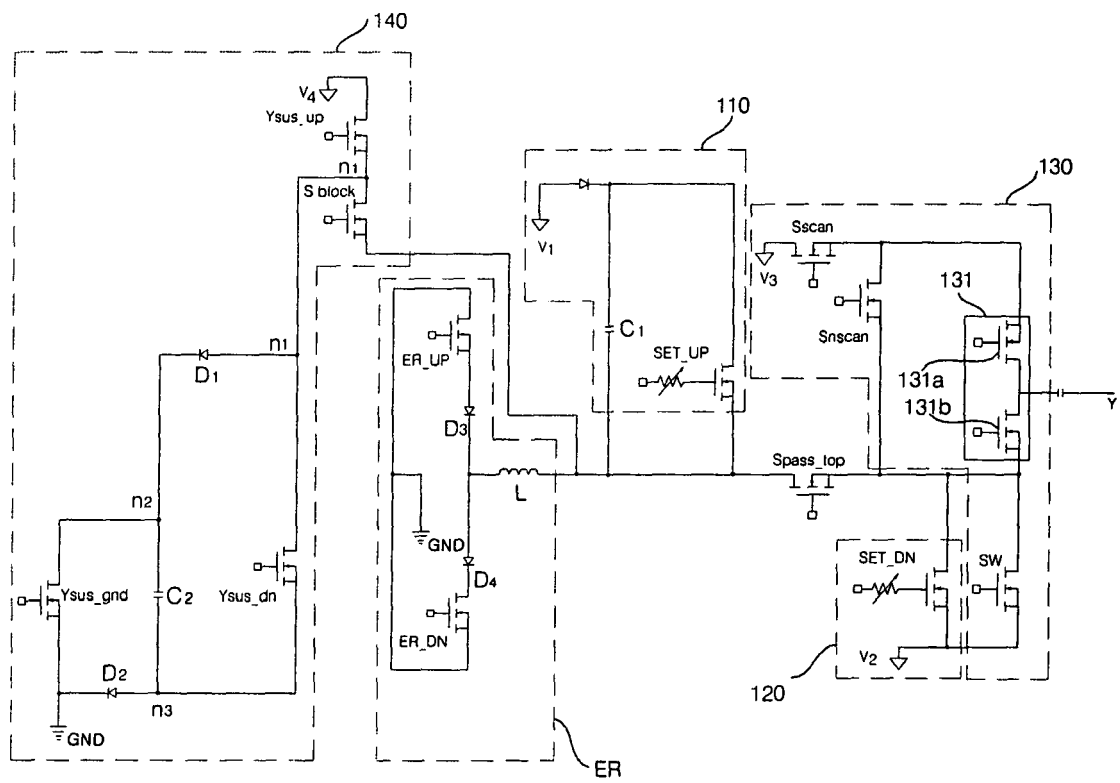 140
V4
Ysus_up
n1
S block
110
V1
C1
SET_UP
130
Sscan
V3
Snscan
131
131a
131b
Y
n1
D1
ER_UP
D3
L
Spass_top
n2
GND
D4
Ysus_gnd
C2
Ysus_dn
ER_DN
SET_DN
SW
V2
120
D2
n3
GND
ER